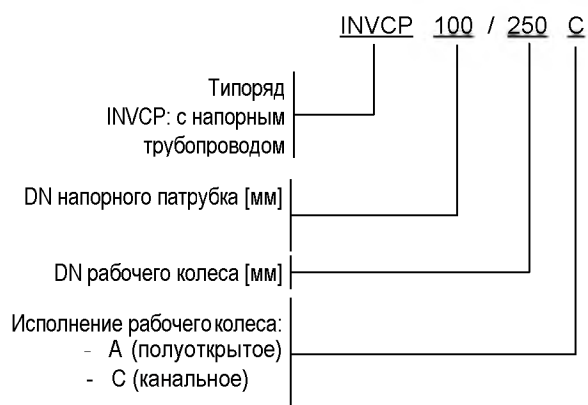 INVCP 100 / 250 C
Типоряд
INVCP: с напорным
трубопроводом
DN напорного патрубка [мм]
DN рабочего колеса [мм]
Исполнение рабочего колеса:
- А (полуоткрытое)
- С (канальное)